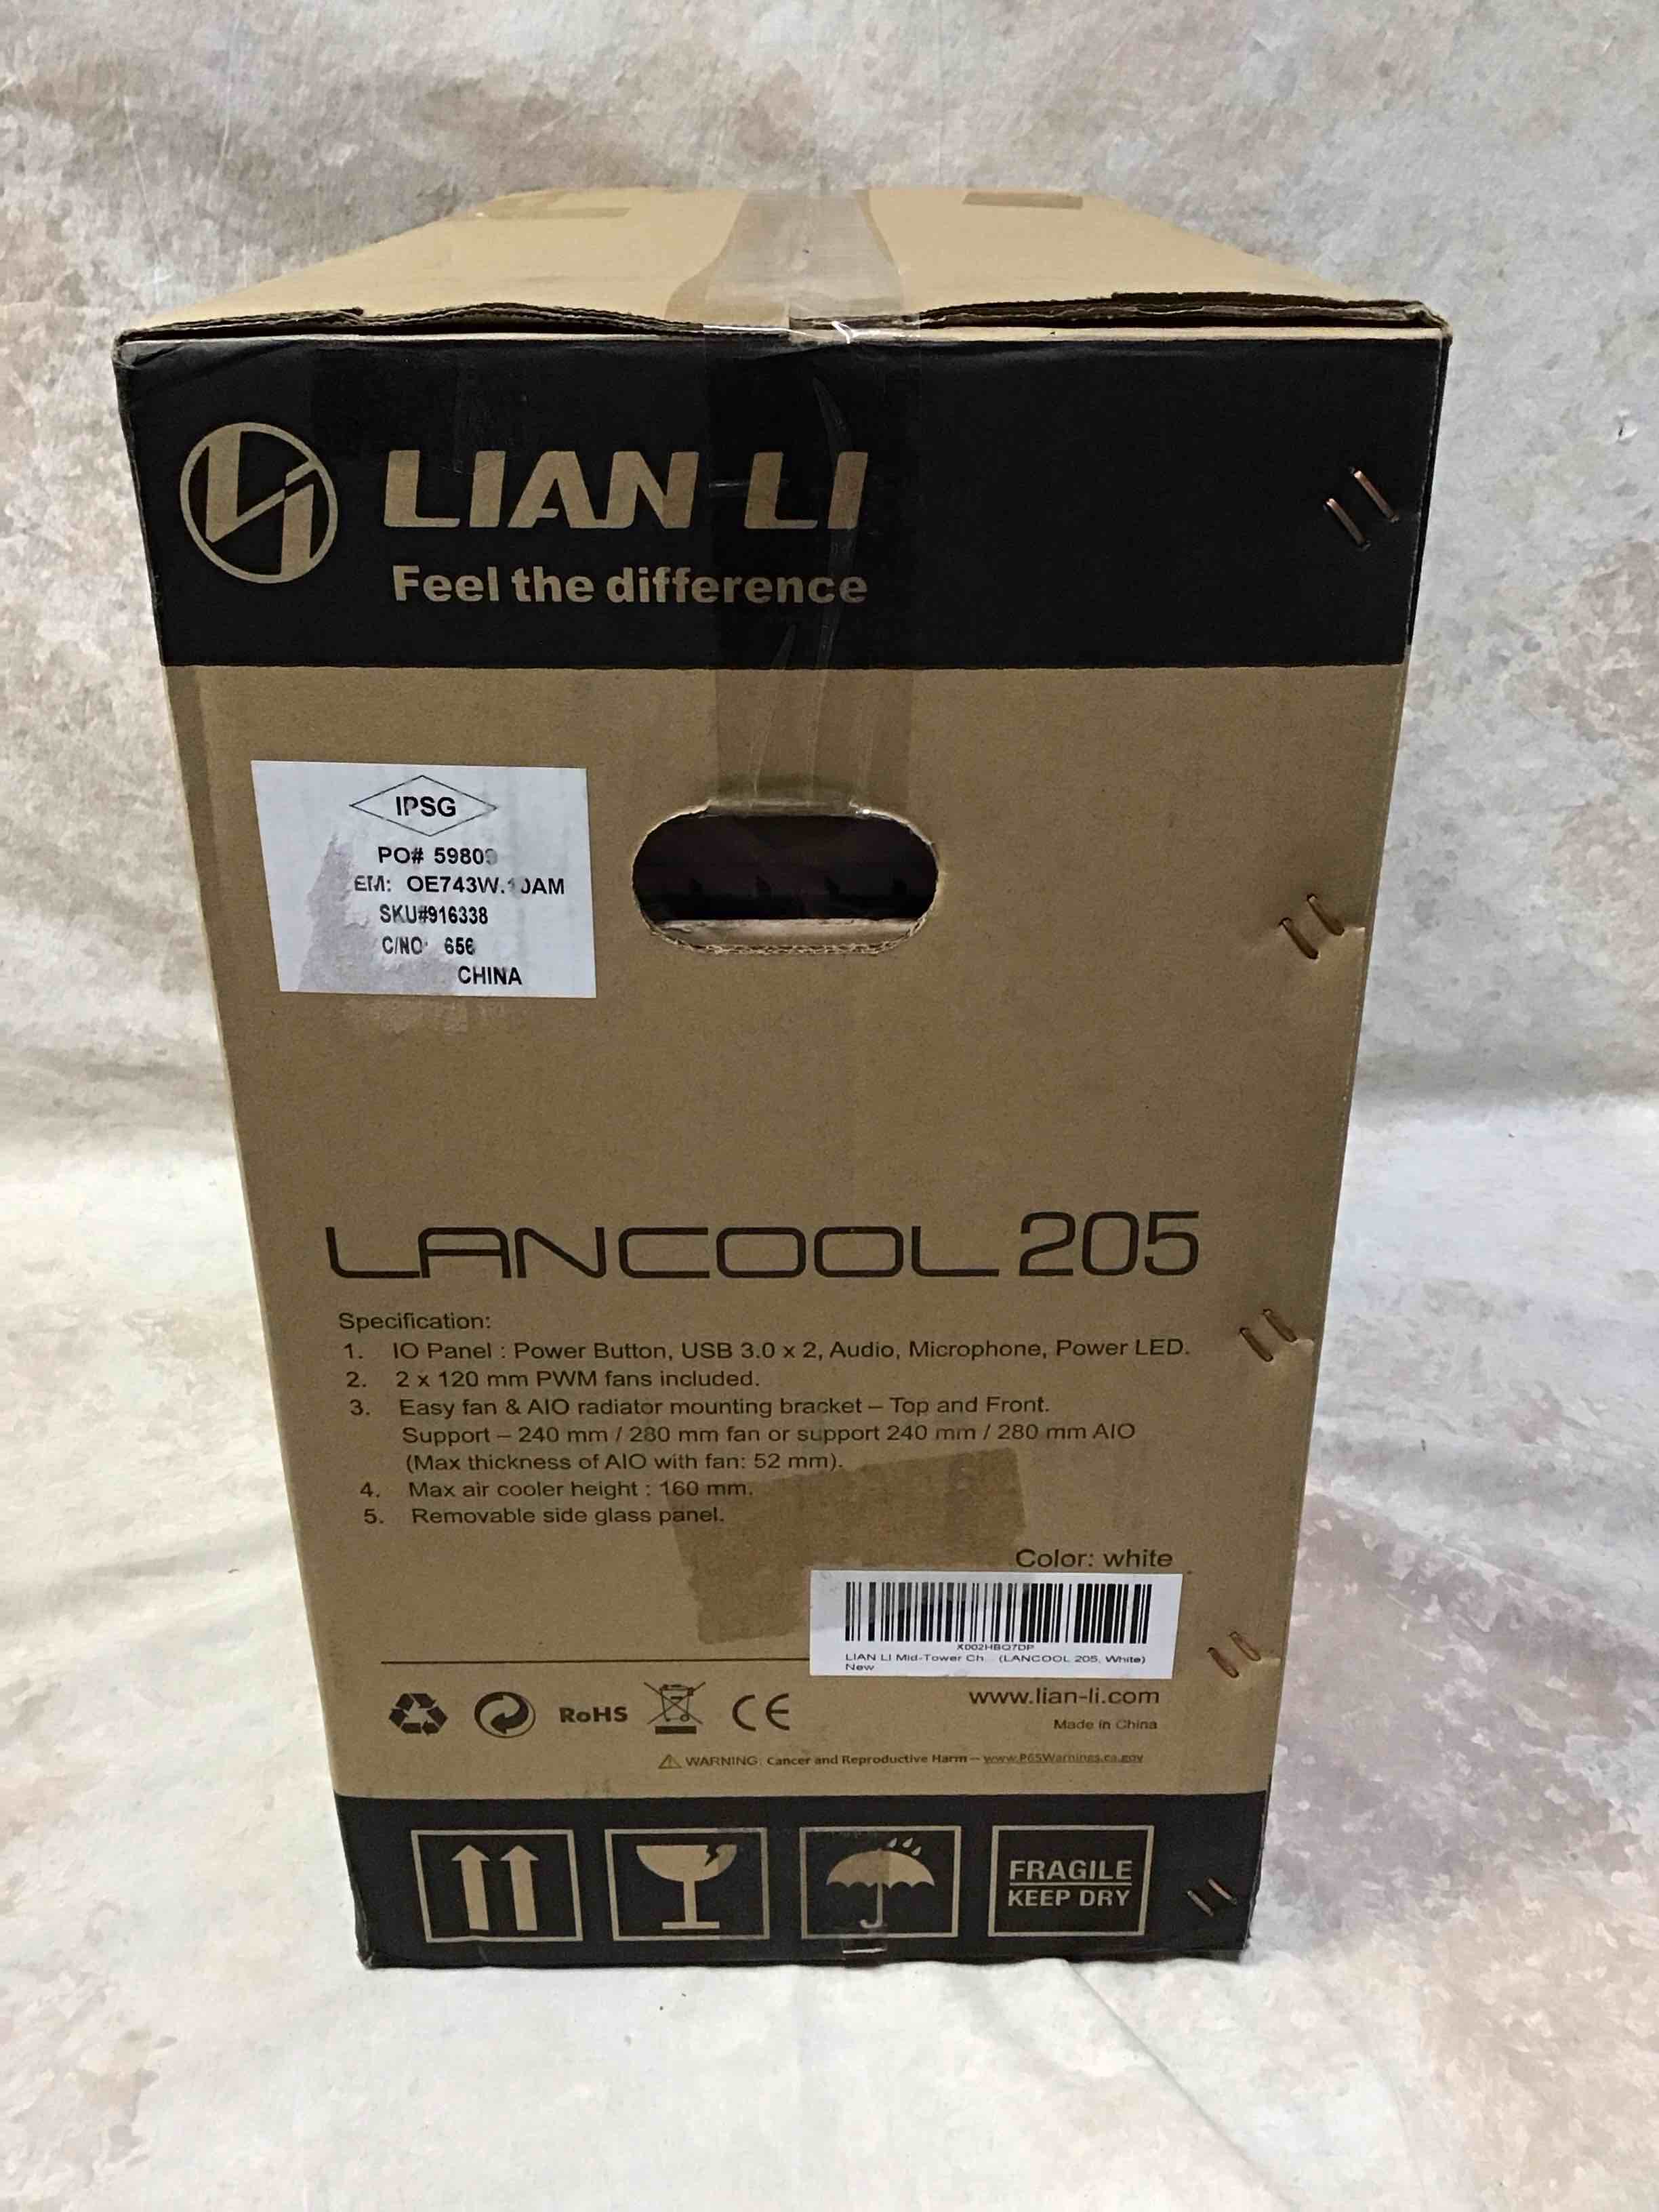 LIAN LI
Feel the difference
IPSG
PO# 5980
EM: OE743W. AM
SKU#916338
C/NO 656
CHINA
LANCOOL 205
Specification:
1. IO Panel : Power Button, USB 3.0 x 2, Audio, Microphone, Power LED.
2. 2 x 120 mm PWM fans included.
3. Easy fan & AIO radiator mounting bracket – Top and Front.
Support – 240 mm / 280 mm fan or support 240 mm / 280 mm AIO
(Max thickness of AIO with fan: 52 mm).
4. Max air cooler height : 160 mm.
5. Removable side glass panel.
Color: white
X002HBQ7DP
LIAN LI Mid-Tower Ch... (LANCOOL 205, White)
New
RoHS
CE
www.lian-li.com
Made in China
WARNING: Cancer and Reproductive Harm – www.P65Warnings.ca.gov
FRAGILE
KEEP DRY